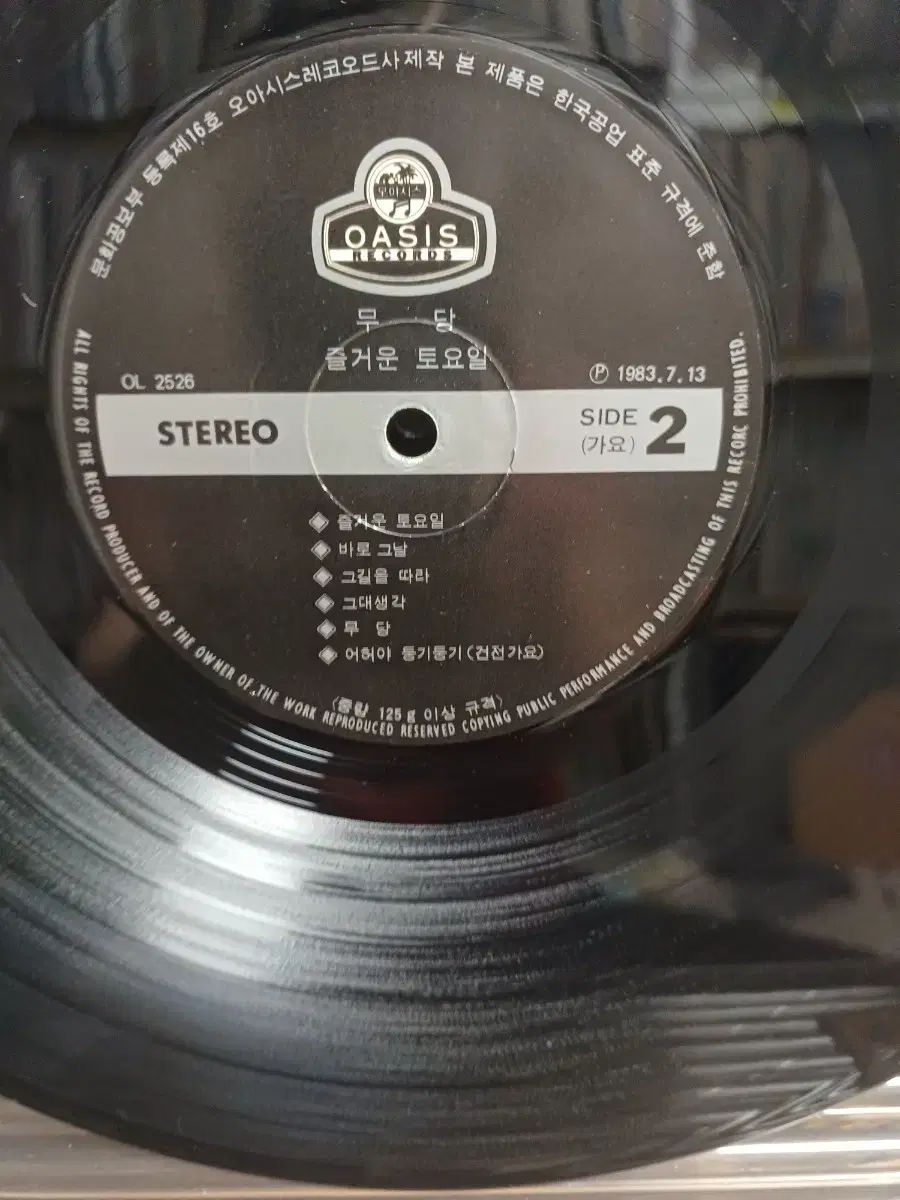 문화공보부 등록제16호 오아시스레코오드사제작 본 제품은 한국공업 표준 규격에 준함
오아시스
OASIS
RECORDS
무 당
즐거운 토요일
OL 2526
℗ 1983.7.13
STEREO
SIDE 2
(가요)
◈ 즐거운 토요일
◈ 바로 그날
◈ 그길을 따라
◈ 그대생각
◈ 무 당
◈ 어허야 둥기둥기(건전가요)
(중량 125g 이상 규격)
ALL RIGHTS OF THE RECORD PRODUCER AND OF THE OWNER OF THE WORK REPRODUCED RESERVED COPYING PUBLIC PERFORMANCE AND BROADCASTING OF THIS RECORC PROHIBITED.